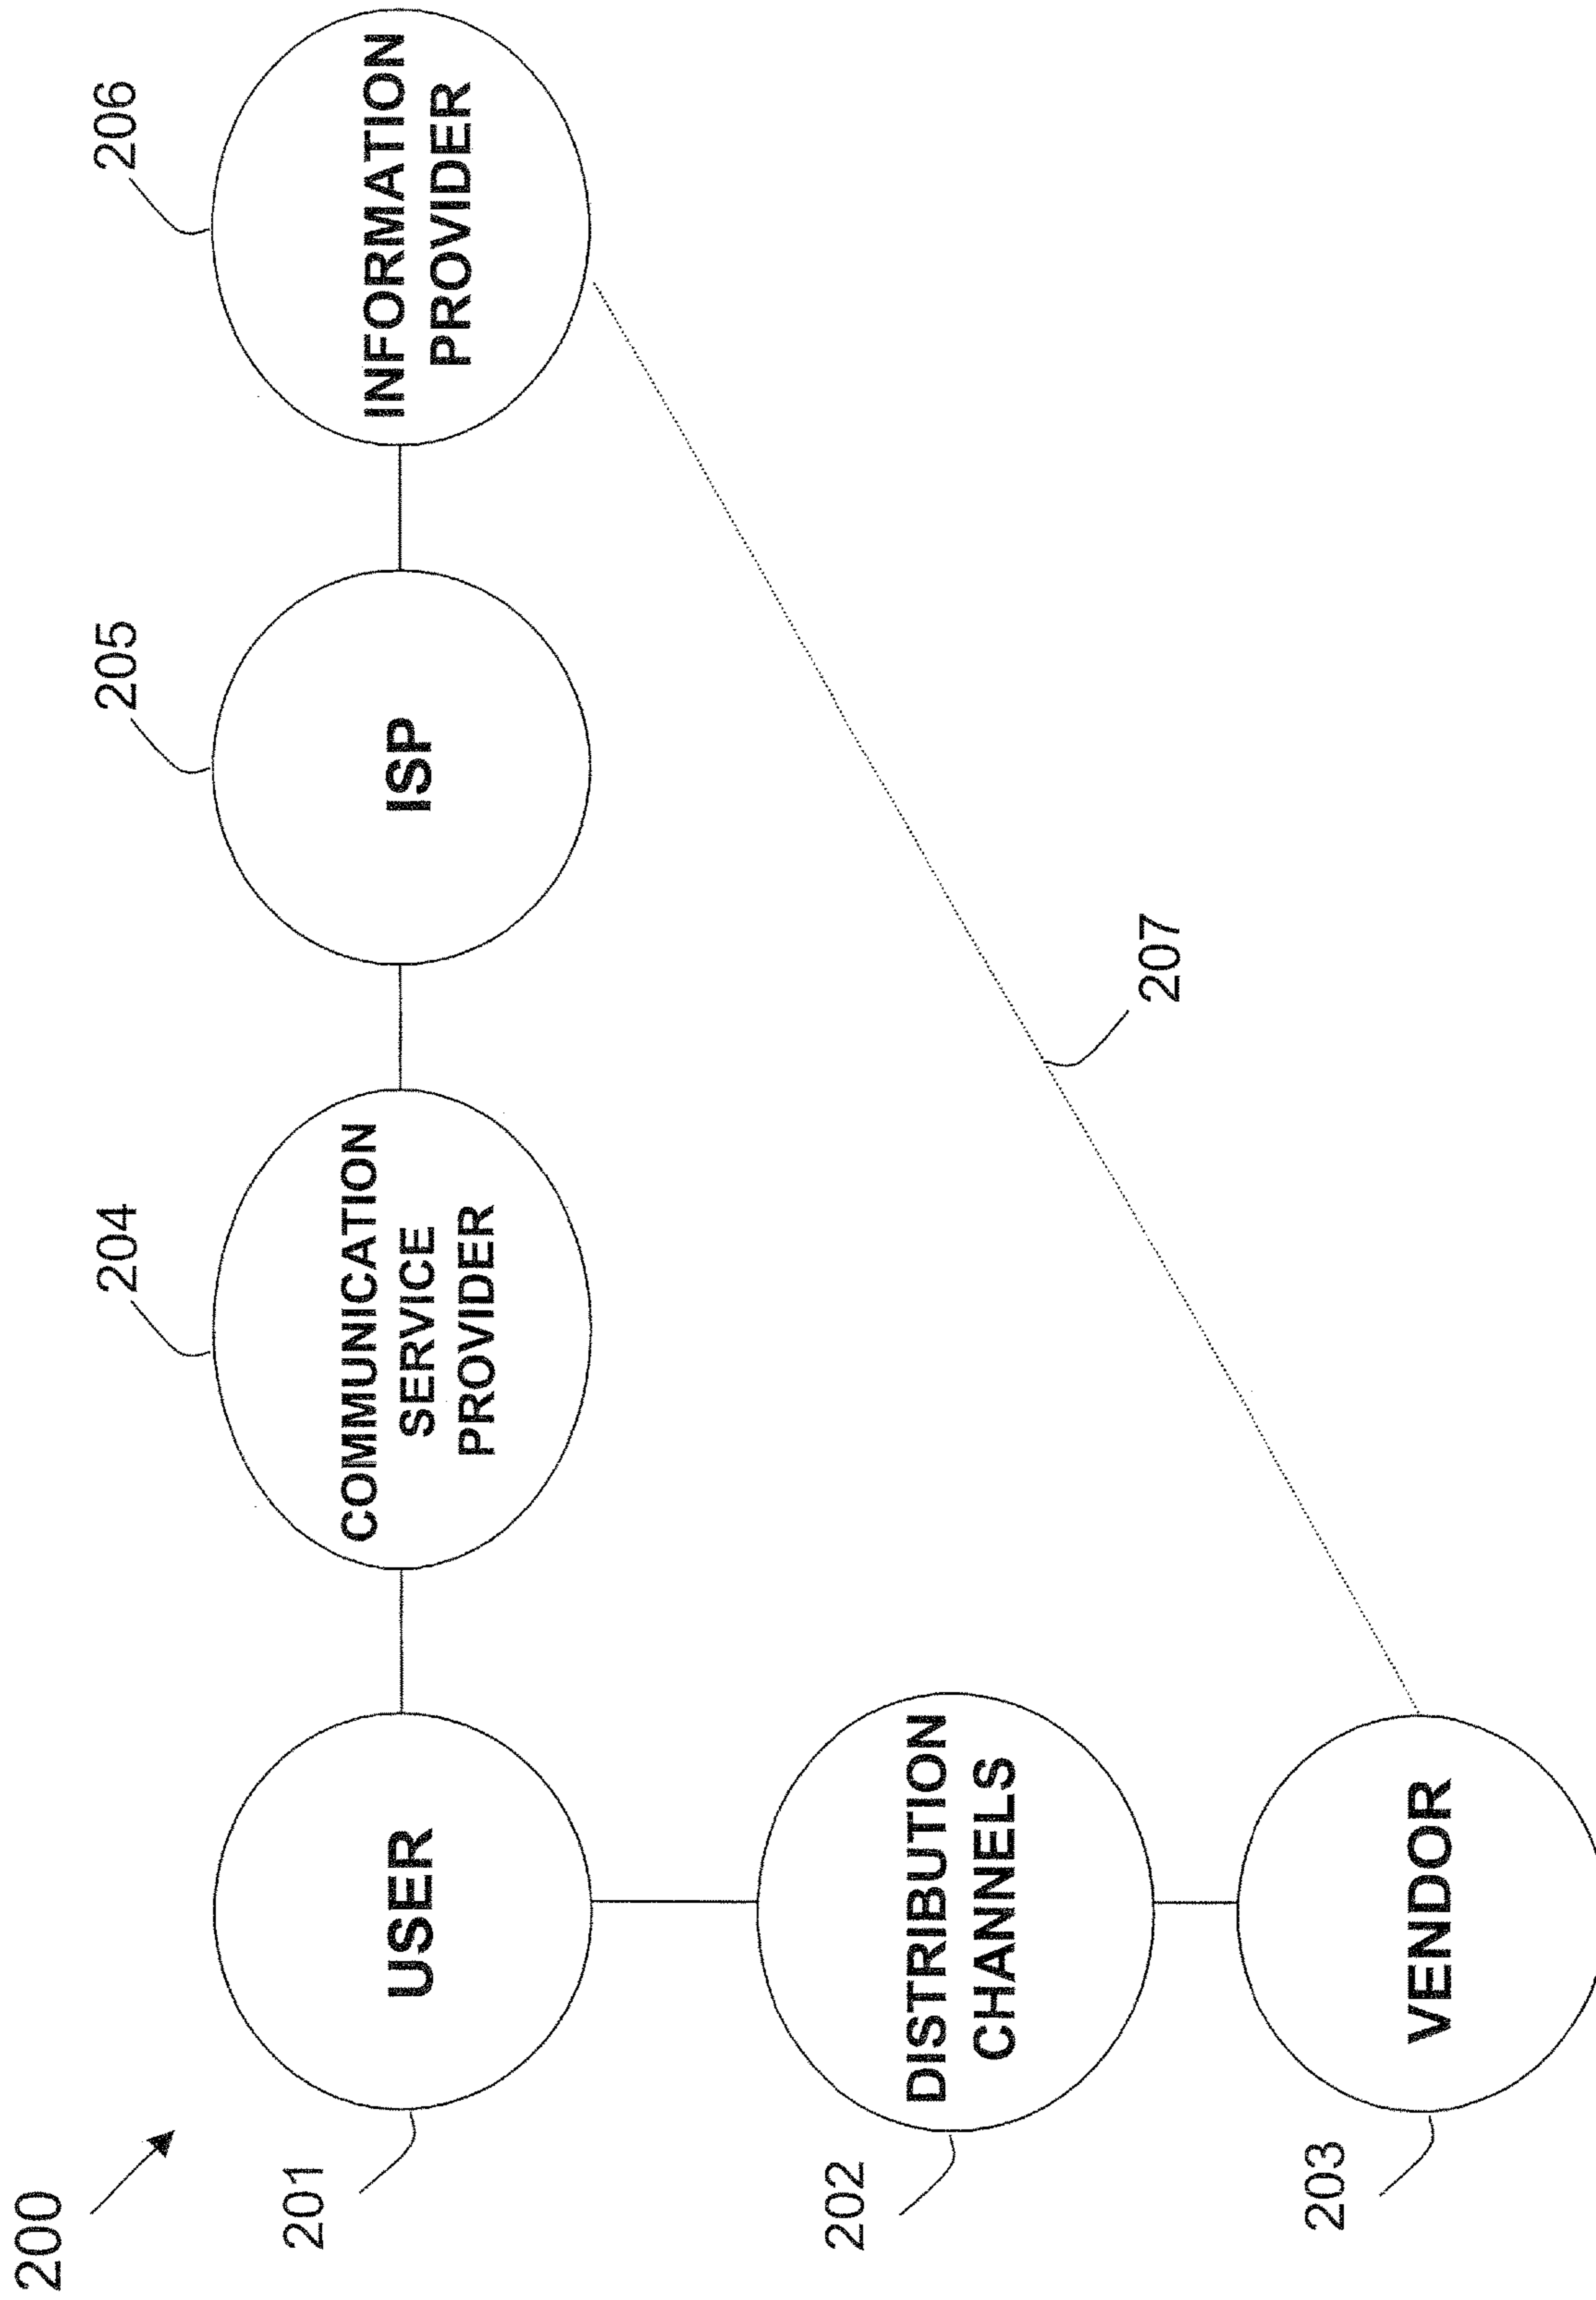 200
201
USER
204
COMMUNICATION
SERVICE
PROVIDER
205
ISP
206
INFORMATION
PROVIDER
202
DISTRIBUTION
CHANNELS
207
203
VENDOR